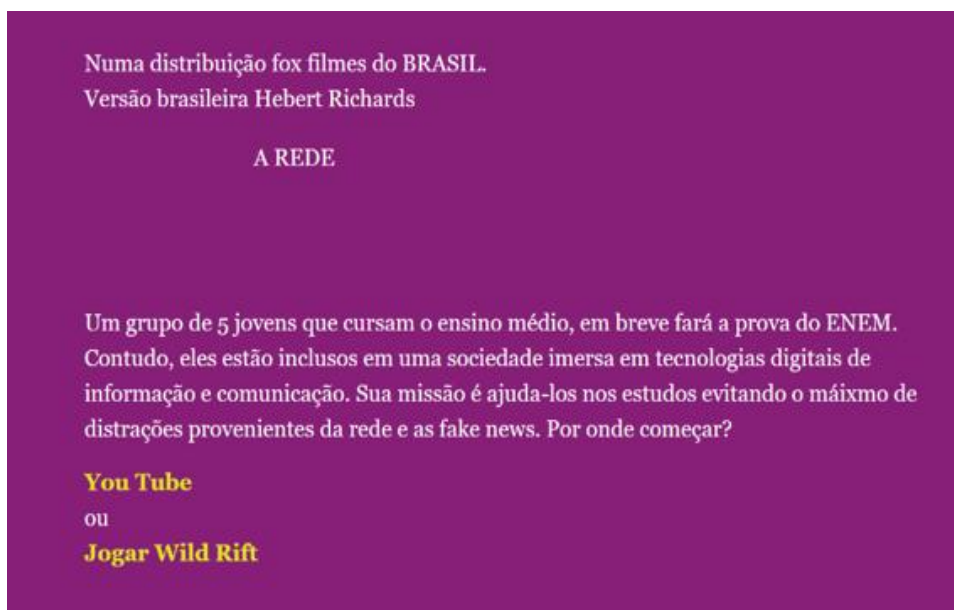 Numa distribuição fox filmes do BRASIL.
Versão brasileira Hebert Richards
A REDE
Um grupo de 5 jovens que cursam o ensino médio, em breve fará a prova do ENEM.
Contudo, eles estão inclusos em uma sociedade imersa em tecnologias digitais de
informação e comunicação. Sua missão é ajuda-los nos estudos evitando o máixmo de
distrações provenientes da rede e as fake news. Por onde começar?
You Tube
ou
Jogar Wild Rift